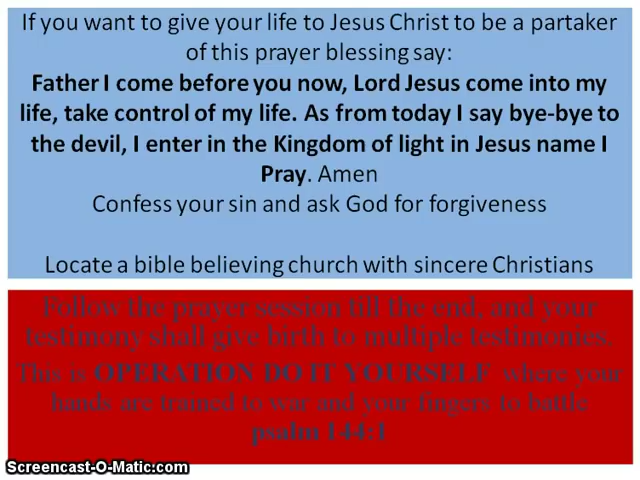 If you want to give your life to Jesus Christ to be a partaker
of this prayer blessing say:
Father I come before you now, Lord Jesus come into my
life, take control of my life. As from today I say bye-bye to
the devil, I enter in the Kingdom of light in Jesus name I
Pray. Amen
Confess your sin and ask God for forgiveness
Locate a bible believing church with sincere Christians
Follow the prayer session till the end, and your
testimony shall give birth to multiple testimonies.
This is OPERATION DO IT YOURSELF where your
hands are trained to war and your fingers to battle
psalm 144:1
Screencast-O-Matic.com